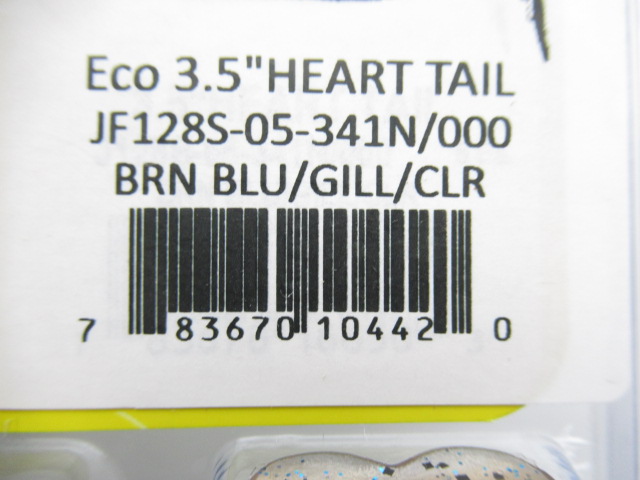 Eco 3.5"HEART TAIL
JF128S-05-341N/000
BRN BLU/GILL/CLR
7 83670 10442 0